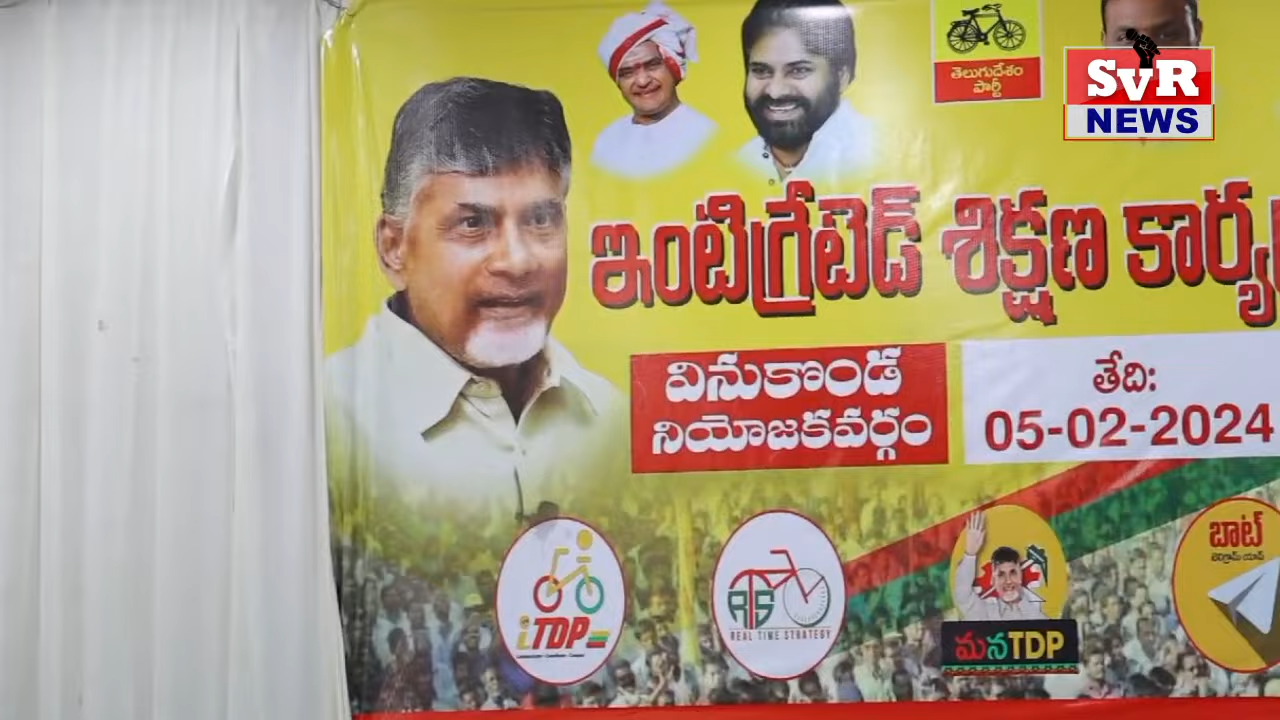 తెలుగుదేశం
పార్టీ
SVR
NEWS
ఇంటిగ్రేటెడ్ శిక్షణ కార్య
వినుకొండ
నియోజకవర్గం
తేది:
05-02-2024
iTDP
RTS
REAL TIME STRATEGY
మనTDP
బాట్
టెలిగ్రామ్ యాప్